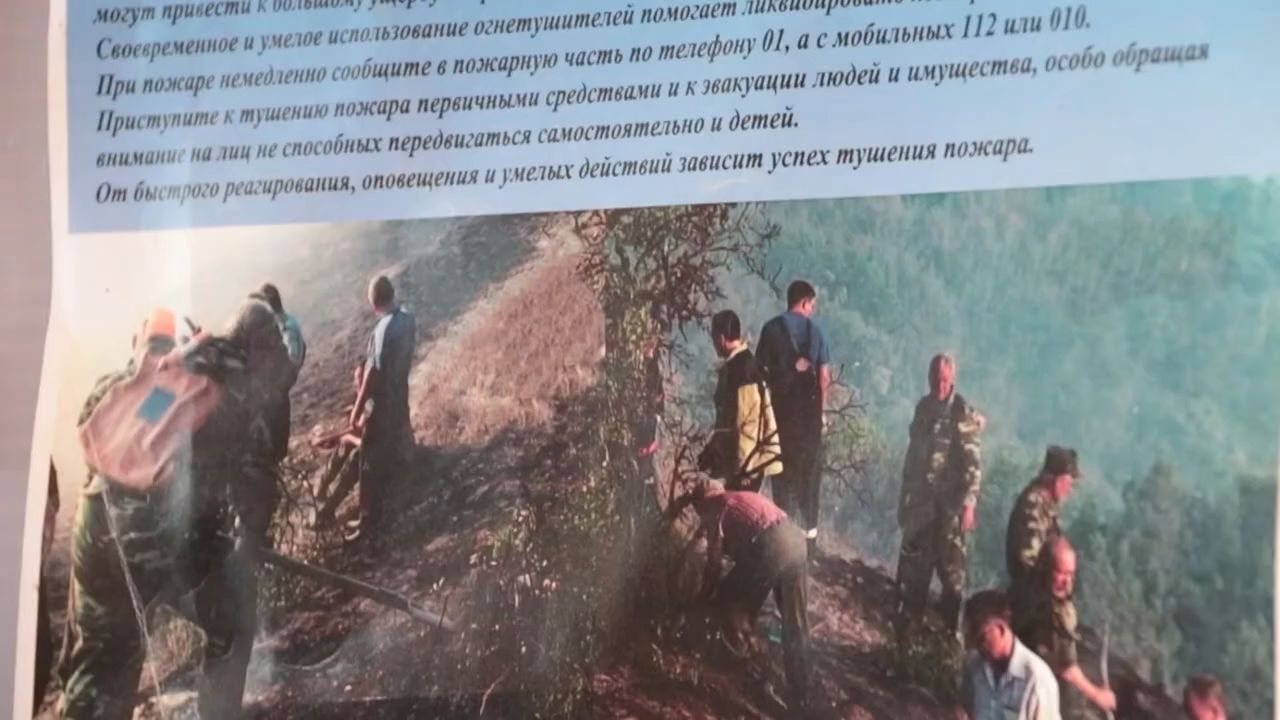 могут привести к большому
Своевременное и умелое использование огнетушителей помогает ликвидировать
При пожаре немедленно сообщите в пожарную часть по телефону 01, а с мобильных 112 или 010.
Приступите к тушению пожара первичными средствами и к эвакуации людей и имущества, особо обращая
внимание на лиц не способных передвигаться самостоятельно и детей.
От быстрого реагирования, оповещения и умелых действий зависит успех тушения пожара.